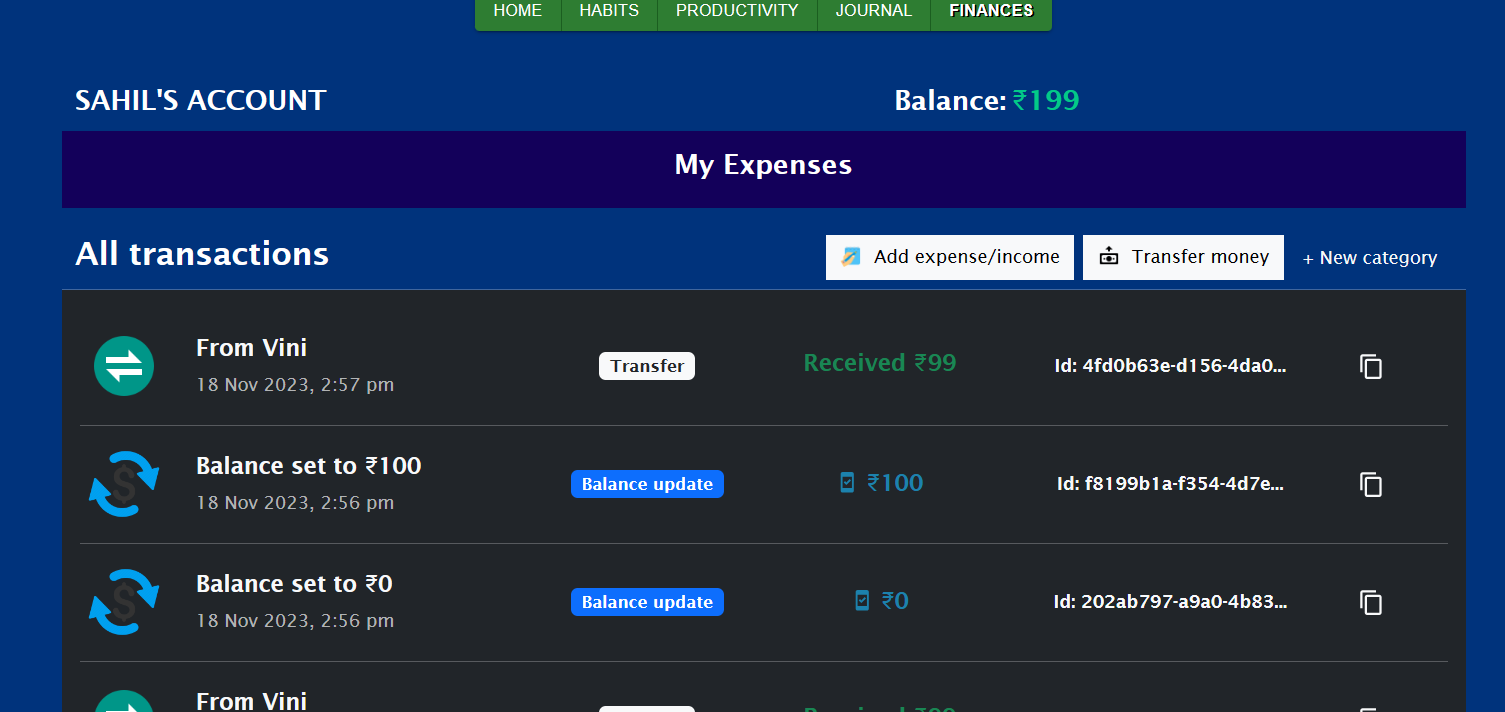 HOME HABITS PRODUCTIVITY JOURNAL FINANCES
SAHIL'S ACCOUNT Balance: ₹199
My Expenses
All transactions Add expense/income Transfer money + New category
From Vini Transfer Received ₹99 Id: 4fd0b63e-d156-4da0...
18 Nov 2023, 2:57 pm
Balance set to ₹100 Balance update ₹100 Id: f8199b1a-f354-4d7e...
18 Nov 2023, 2:56 pm
Balance set to ₹0 Balance update ₹0 Id: 202ab797-a9a0-4b83...
18 Nov 2023, 2:56 pm
From Vini